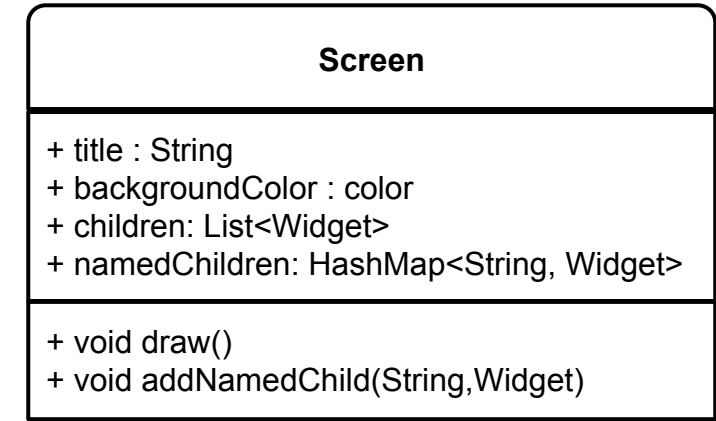 Screen
+ title : String
+ backgroundColor : color
+ children: List<Widget>
+ namedChildren: HashMap<String, Widget>
+ void draw()
+ void addNamedChild(String,Widget)